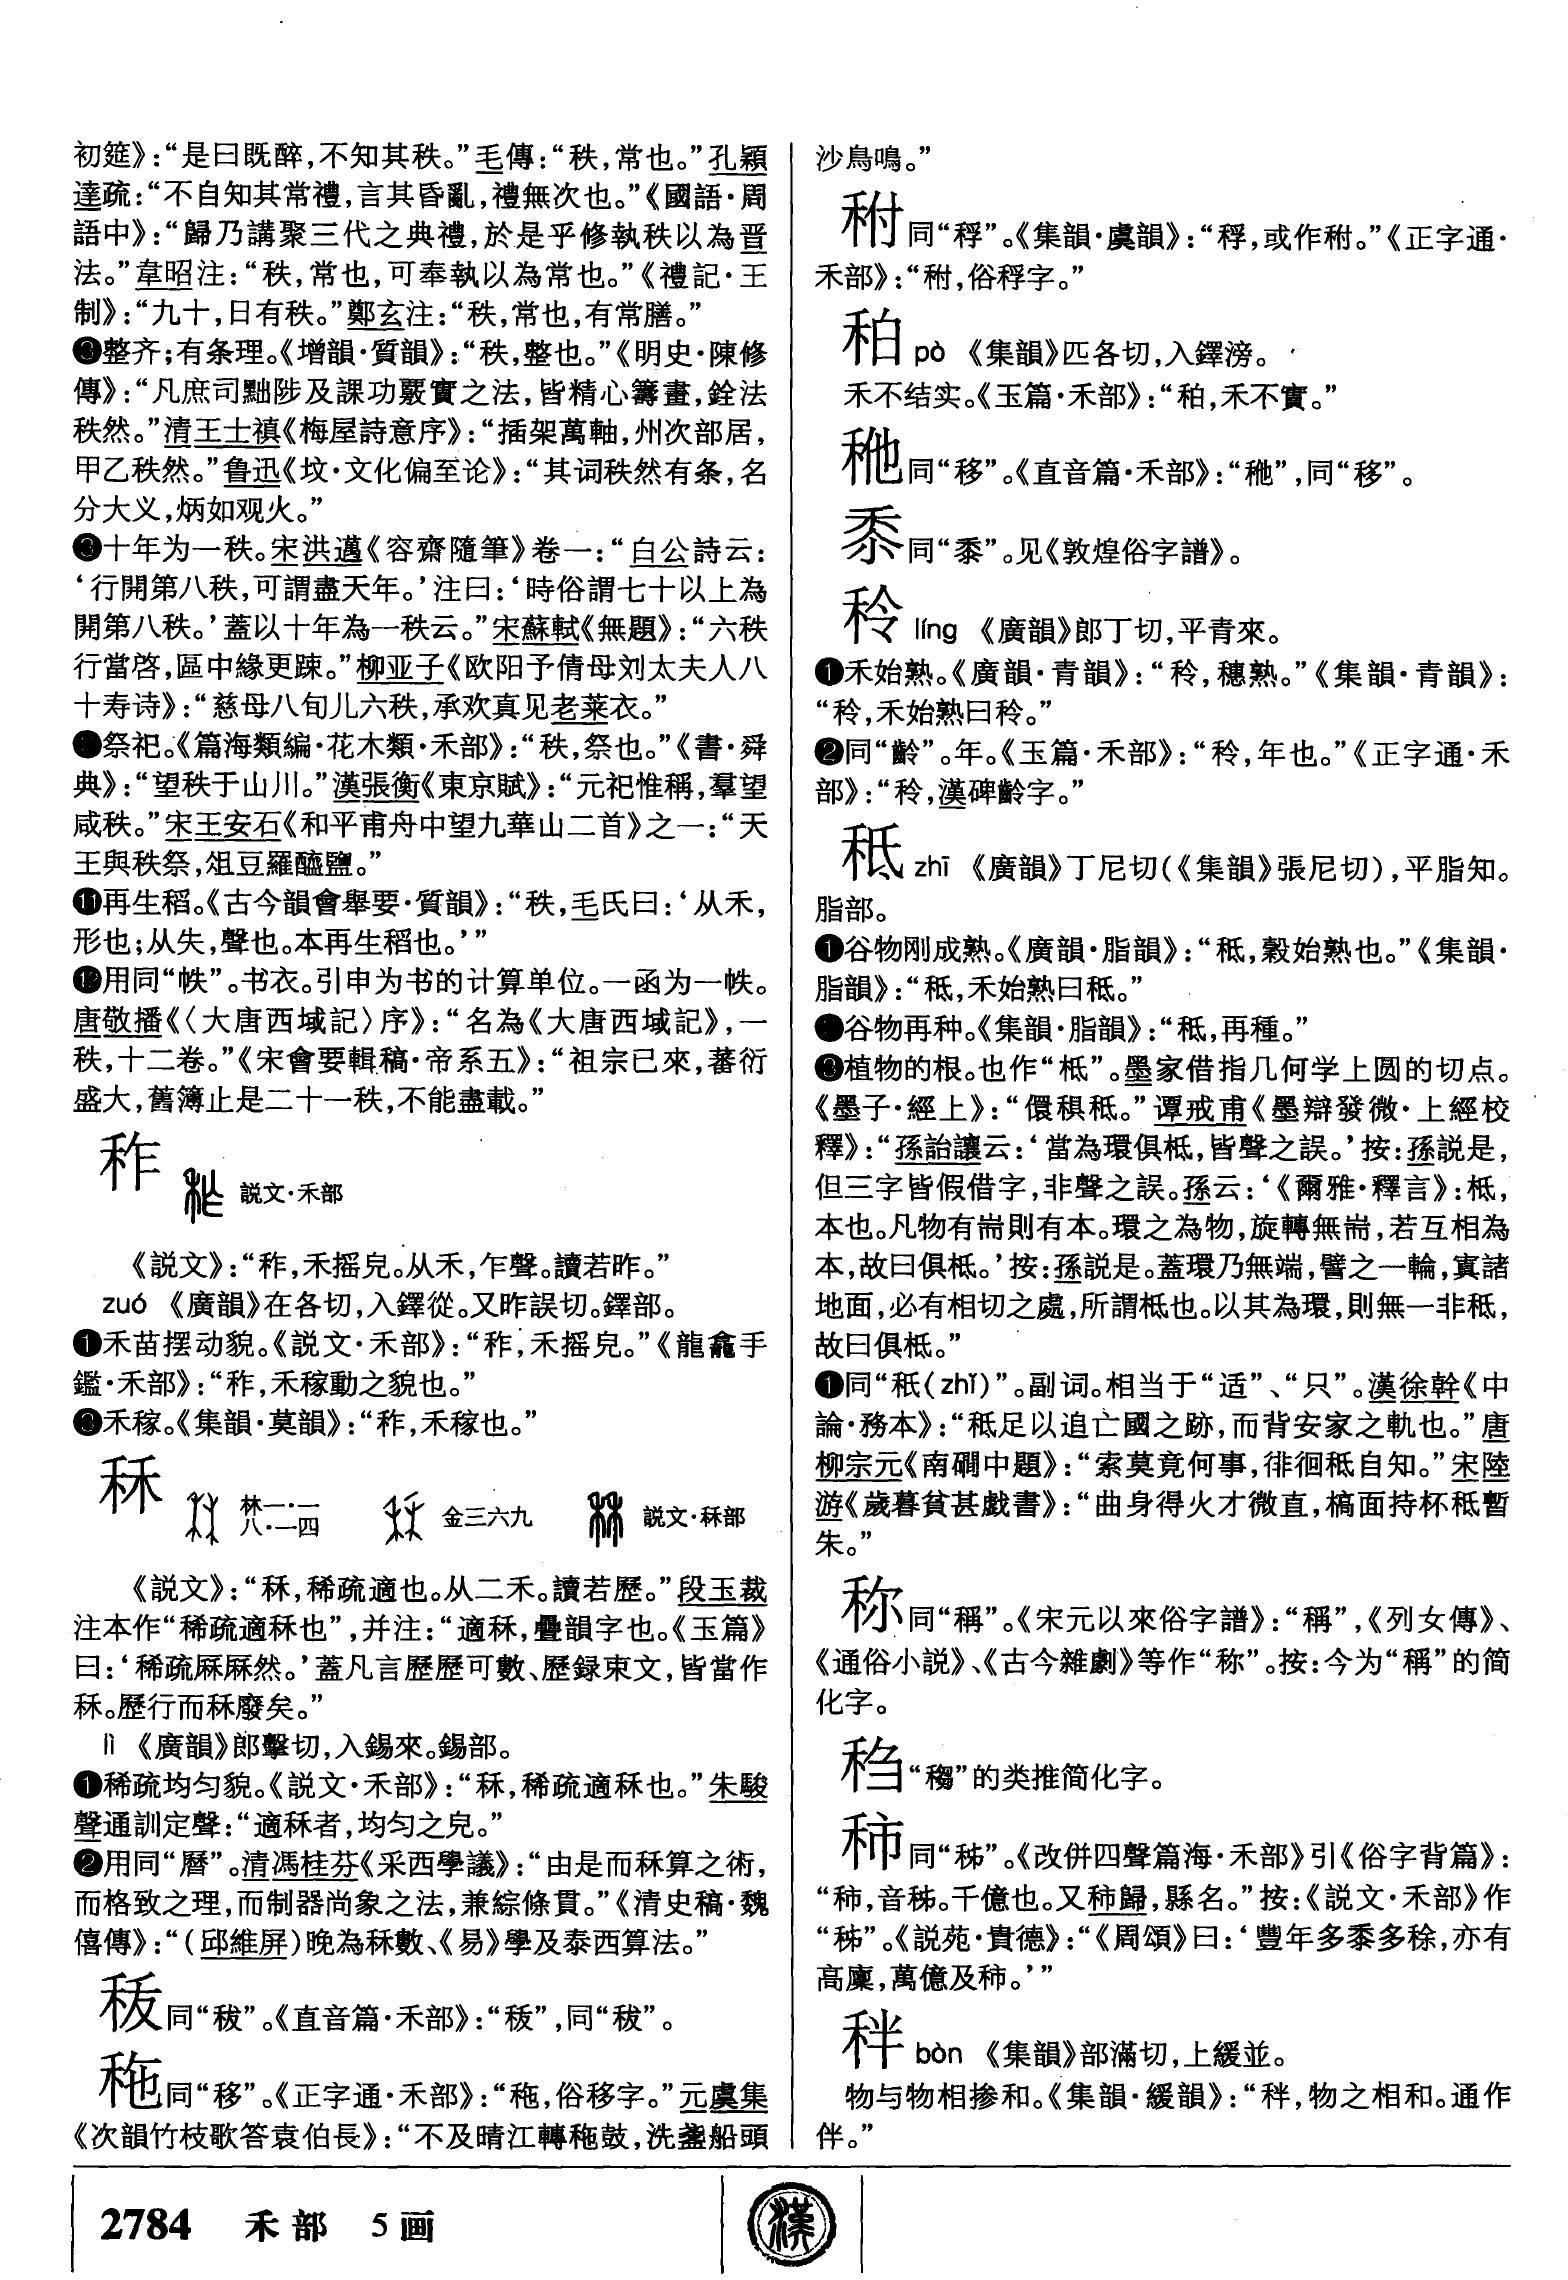 初筵》：“是曰既醉，不知其秩。”毛傳：“秩，常也。”孔穎
達疏：“不自知其常禮，言其昏亂，禮無次也。”《國語·周
語中》：“歸乃講聚三代之典禮，於是乎修執秩以為晋
法。”韋昭注：“秩，常也，可奉執以為常也。”《禮記·王
制》：“九十，日有秩。”鄭玄注：“秩，常也，有常膳。”
整齐；有条理。《增韻·質韻》：“秩，整也。”《明史·陳修
傳》：“凡庶司黜陟及課功覈實之法，皆精心籌畫，銓法
秩然。”清王士禛《梅屋詩意序》：“插架萬軸，州次部居，
甲乙秩然。”鲁迅《坟·文化偏至论》：“其词秩然有条，名
分大义，炳如观火。”
十年为一秩。宋洪邁《容齋隨筆》卷一：“白公詩云：
‘行開第八秩，可謂盡天年。’注曰：‘時俗謂七十以上為
開第八秩。’蓋以十年為一秩云。”宋蘇軾《無題》：“六秩
行當啓，區中緣更踈。”柳亚子《欧阳予倩母刘太夫人八
十寿诗》：“慈母八旬儿六秩，承欢真见老莱衣。”
祭祀。《篇海類編·花木類·禾部》：“秩，祭也。”《書·舜
典》：“望秩于山川。”漢張衡《東京賦》：“元祀惟稱，羣望
咸秩。”宋王安石《和平甫舟中望九華山二首》之一：“天
王與秩祭，俎豆羅醯鹽。”
⓫再生稻。《古今韻會舉要·質韻》：“秩，毛氏曰：‘从禾，
形也；从失，聲也。本再生稻也。’”
⓬用同“帙”。书衣。引申为书的计算单位。一函为一帙。
唐敬播《〈大唐西域記〉序》：“名為《大唐西域記》，一
秩，十二卷。”《宋會要輯稿·帝系五》：“祖宗已來，蕃衍
盛大，舊簿止是二十一秩，不能盡載。”
秨 説文·禾部
《説文》：“秨，禾摇皃。从禾，乍聲。讀若昨。”
zuó 《廣韻》在各切，入鐸從。又昨誤切。鐸部。
❶禾苗摆动貌。《説文·禾部》：“秨，禾摇皃。”《龍龕手
鑑·禾部》：“秨，禾稼動之貌也。”
禾稼。《集韻·莫韻》：“秨，禾稼也。”
秝 林一·一八·一四 金三六九 説文·秝部
《説文》：“秝，稀疏適也。从二禾。讀若歷。”段玉裁
注本作“稀疏適秝也”，并注：“適秝，疊韻字也。《玉篇》
曰：‘稀疏厤厤然。’蓋凡言歷歷可數、歷録束文，皆當作
秝。歷行而秝廢矣。”
lì 《廣韻》郎擊切，入錫來。錫部。
❶稀疏均匀貌。《説文·禾部》：“秝，稀疏適秝也。”朱駿
聲通訓定聲：“適秝者，均匀之皃。”
❷用同“曆”。清馮桂芬《采西學議》：“由是而秝算之術，
而格致之理，而制器尚象之法，兼綜條貫。”《清史稿·魏
僖傳》：“（邱維屏）晚為秝數、《易》學及泰西算法。”
同“秡”。《直音篇·禾部》：“”，同“秡”。
䄬同“移”。《正字通·禾部》：“䄬，俗移字。”元虞集
《次韻竹枝歌答袁伯長》：“不及晴江轉䄬鼓，洗盞船頭
沙鳥鳴。”
秿同“稃”。《集韻·虞韻》：“稃，或作秿。”《正字通·
禾部》：“秿，俗稃字。”
䄸 pò 《集韻》匹各切，入鐸滂。
禾不结实。《玉篇·禾部》：“䄸，禾不實。”
同“移”。《直音篇·禾部》：“”，同“移”。
同“黍”。见《敦煌俗字譜》。
秢 líng 《廣韻》郎丁切，平青來。
❶禾始熟。《廣韻·青韻》：“秢，穗熟。”《集韻·青韻》：
“秢，禾始熟曰秢。”
❷同“齡”。年。《玉篇·禾部》：“秢，年也。”《正字通·禾
部》：“秢，漢碑齡字。”
秪 zhī 《廣韻》丁尼切（《集韻》張尼切），平脂知。
脂部。
❶谷物刚成熟。《廣韻·脂韻》：“秪，穀始熟也。”《集韻·
脂韻》：“秪，禾始熟曰秪。”
谷物再种。《集韻·脂韻》：“秪，再種。”
❸植物的根。也作“柢”。墨家借指几何学上圆的切点。
《墨子·經上》：“儇䅵秪。”谭戒甫《墨辯發微·上經校
釋》：“孫詒讓云：‘當為環俱柢，皆聲之誤。’按：孫説是，
但三字皆假借字，非聲之誤。孫云：‘《爾雅·釋言》：柢，
本也。凡物有耑則有本。環之為物，旋轉無耑，若互相為
本，故曰俱柢。’按：孫説是。蓋環乃無端，譬之一輪，寘諸
地面，必有相切之處，所謂柢也。以其為環，則無一非秪，
故曰俱柢。”
同“秖（zhǐ）”。副词。相当于“适”、“只”。漢徐幹《中
論·務本》：“秪足以追亡國之跡，而背安家之軌也。”唐
柳宗元《南磵中題》：“索莫竟何事，徘徊秪自知。”宋陸
游《歲暮貧甚戲書》：“曲身得火才微直，槁面持杯秪暫
朱。”
称同“稱”。《宋元以來俗字譜》：“稱”，《列女傳》、
《通俗小説》、《古今雜劇》等作“称”。按：今为“稱”的简
化字。
“䅳”的类推简化字。
同“秭”。《改併四聲篇海·禾部》引《俗字背篇》：
“，音秭。千億也。又歸，縣名。”按：《説文·禾部》作
“秭”。《説苑·貴德》：“《周頌》曰：‘豐年多黍多稌，亦有
高廩，萬億及。’”
秚 bàn 《集韻》部滿切，上緩並。
物与物相掺和。《集韻·緩韻》：“秚，物之相和。通作
伴。”
2784 禾部 5画
漢